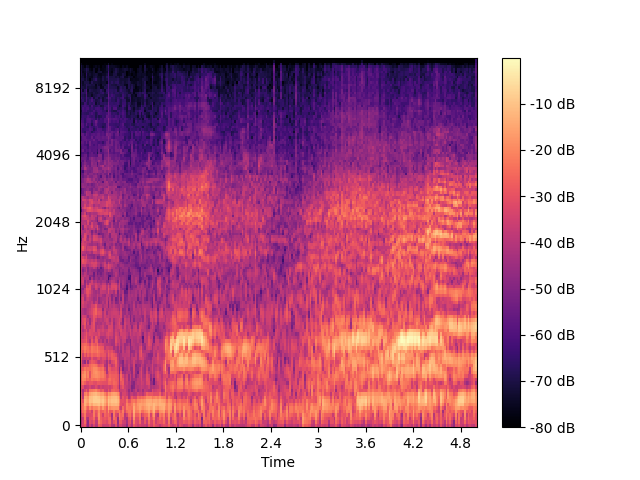 8192
4096
2048
1024
512
0
Hz
0 0.6 1.2 1.8 2.4 3 3.6 4.2 4.8
Time
-10 dB
-20 dB
-30 dB
-40 dB
-50 dB
-60 dB
-70 dB
-80 dB